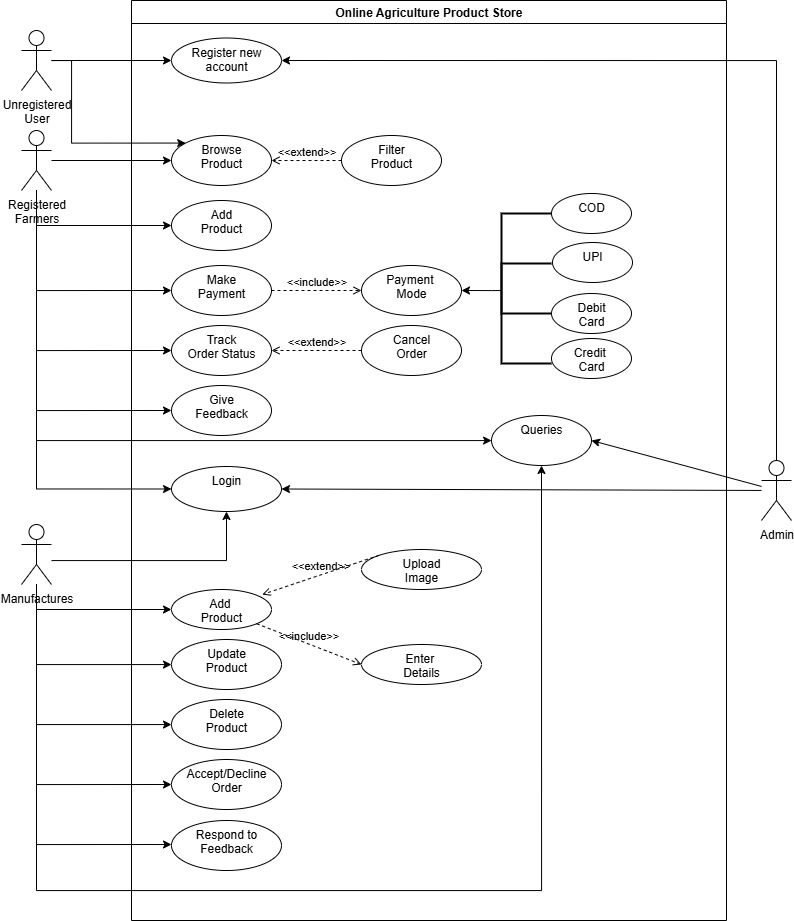 Online Agriculture Product Store
Register new
account
Unregistered
User
Browse
Product
<<extend>>
Filter
Product
Registered
Farmers
Add
Product
COD
UPI
Make
Payment
<<include>>
Payment
Mode
Debit
Card
Track
Order Status
<<extend>>
Cancel
Order
Credit
Card
Give
Feedback
Queries
Login
Admin
Manufactures
<<extend>>
Upload
Image
Add
Product
<<include>>
Enter
Details
Update
Product
Delete
Product
Accept/Decline
Order
Respond to
Feedback